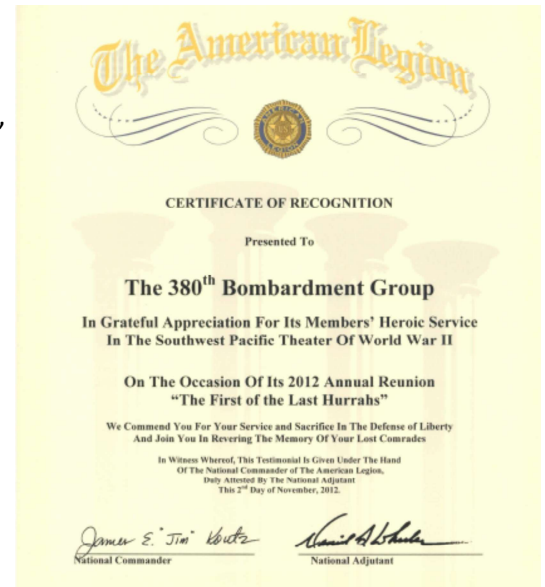 The American Legion
AMERICAN
LEGION
CERTIFICATE OF RECOGNITION
Presented To
The 380th Bombardment Group
In Grateful Appreciation For Its Members' Heroic Service
In The Southwest Pacific Theater Of World War II
On The Occasion Of Its 2012 Annual Reunion
“The First of the Last Hurrahs”
We Commend You For Your Service and Sacrifice In The Defense of Liberty
And Join You In Revering The Memory Of Your Lost Comrades
In Witness Whereof, This Testimonial Is Given Under The Hand
Of The National Commander of The American Legion,
Duly Attested By The National Adjutant
This 2nd Day of November, 2012.
James E. "Jim" Koutz
National Commander
National Adjutant